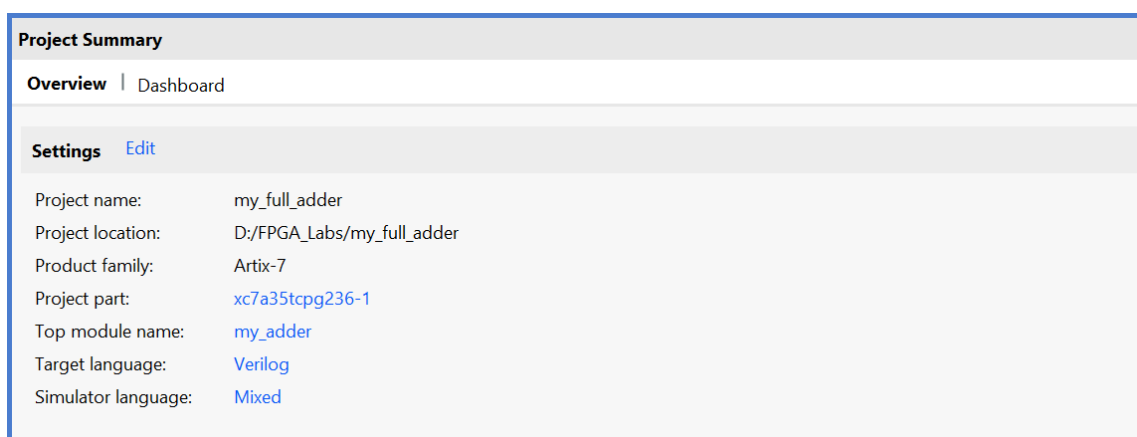 Project Summary
Overview | Dashboard
Settings Edit
Project name: my_full_adder
Project location: D:/FPGA_Labs/my_full_adder
Product family: Artix-7
Project part: xc7a35tcpg236-1
Top module name: my_adder
Target language: Verilog
Simulator language: Mixed